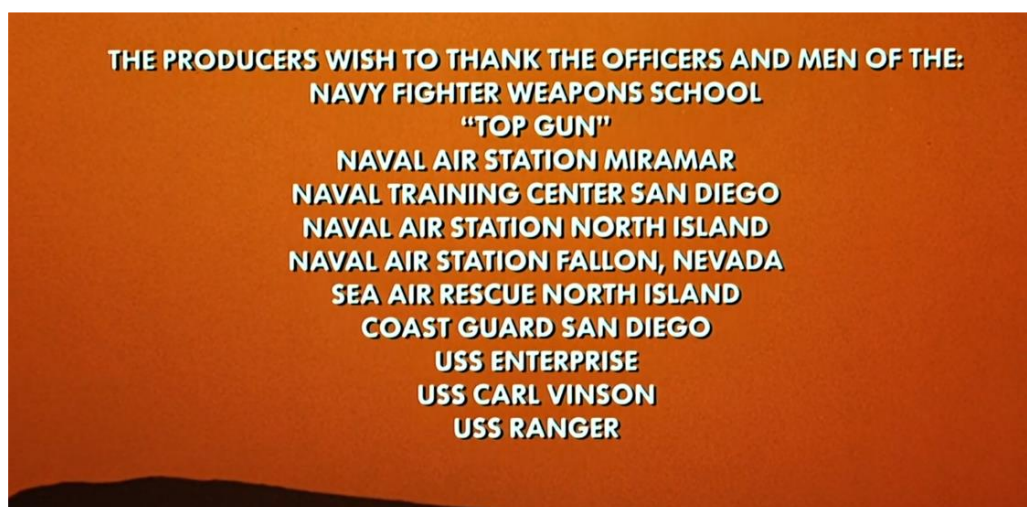 THE PRODUCERS WISH TO THANK THE OFFICERS AND MEN OF THE:
NAVY FIGHTER WEAPONS SCHOOL
“TOP GUN”
NAVAL AIR STATION MIRAMAR
NAVAL TRAINING CENTER SAN DIEGO
NAVAL AIR STATION NORTH ISLAND
NAVAL AIR STATION FALLON, NEVADA
SEA AIR RESCUE NORTH ISLAND
COAST GUARD SAN DIEGO
USS ENTERPRISE
USS CARL VINSON
USS RANGER